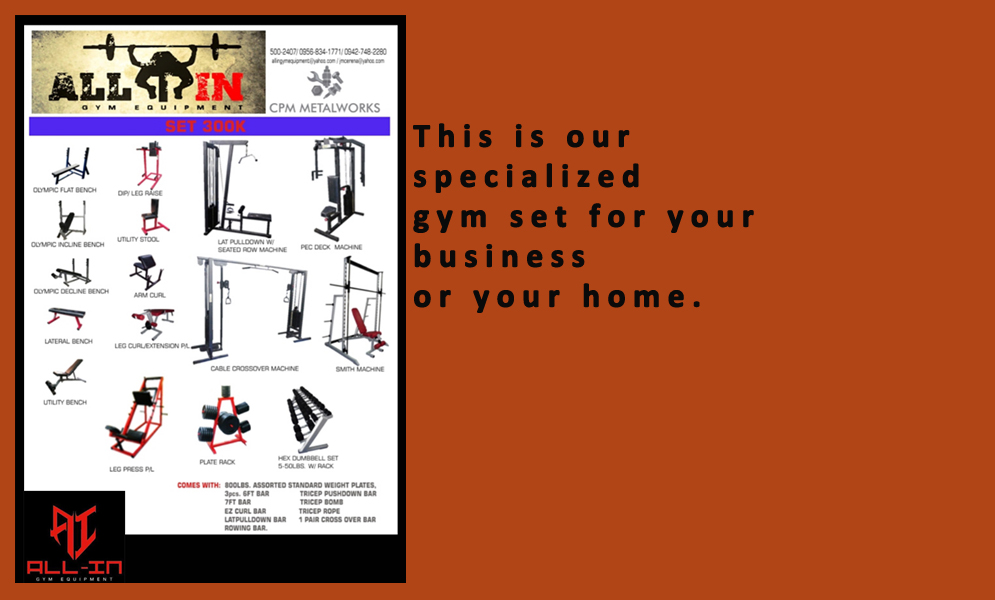 ALL IN
GYM EQUIPMENT
500-2407/ 0956-834-1771/ 0942-748-2280
CPM METALWORKS
SET 300K
OLYMPIC FLAT BENCH
DIP/ LEG RAISE
OLYMPIC INCLINE BENCH
UTILITY STOOL
LAT PULLDOWN W/
SEATED ROW MACHINE
PEC DECK MACHINE
OLYMPIC DECLINE BENCH
ARM CURL
LATERAL BENCH
LEG CURL/EXTENSION P/L
CABLE CROSSOVER MACHINE
SMITH MACHINE
UTILITY BENCH
LEG PRESS P/L
PLATE RACK
HEX DUMBBELL SET
5-50LBS. W/ RACK
COMES WITH: 800LBS. ASSORTED STANDARD WEIGHT PLATES,
3pcs. 6FT BAR TRICEP PUSHDOWN BAR
7FT BAR TRICEP BOMB
EZ CURL BAR TRICEP ROPE
LATPULLDOWN BAR 1 PAIR CROSS OVER BAR
ROWING BAR.
AI
ALL-IN
GYM EQUIPMENT
This is our
specialized
gym set for your
business
or your home.